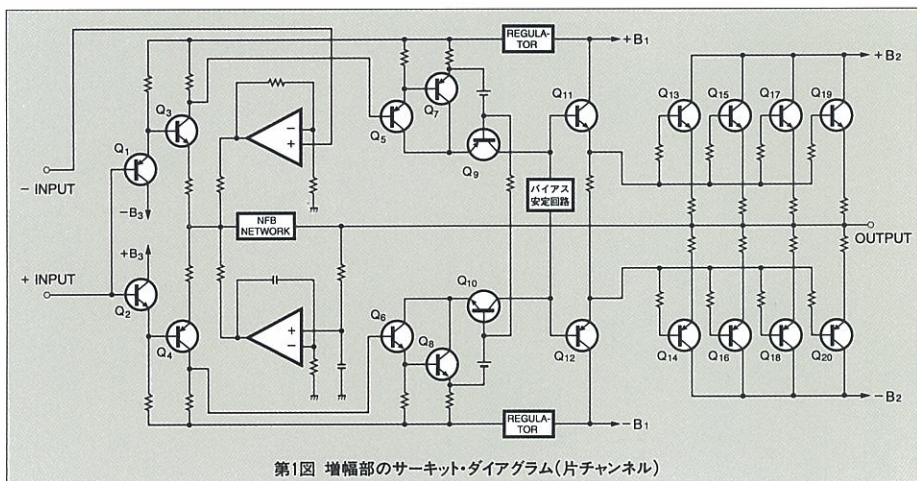 REGULA-
TOR
+B1
+B2
Q3
Q7
Q11
Q13
Q15
Q17
Q19
−
+
Q5
Q1
Q9
− INPUT
−B3
バイアス
安定回路
NFB
NETWORK
OUTPUT
+B3
+ INPUT
Q10
Q2
Q6
+
−
Q4
Q8
Q12
Q14
Q16
Q18
Q20
−B2
REGULA-
TOR
−B1
第1図 増幅部のサーキット・ダイアグラム(片チャンネル)